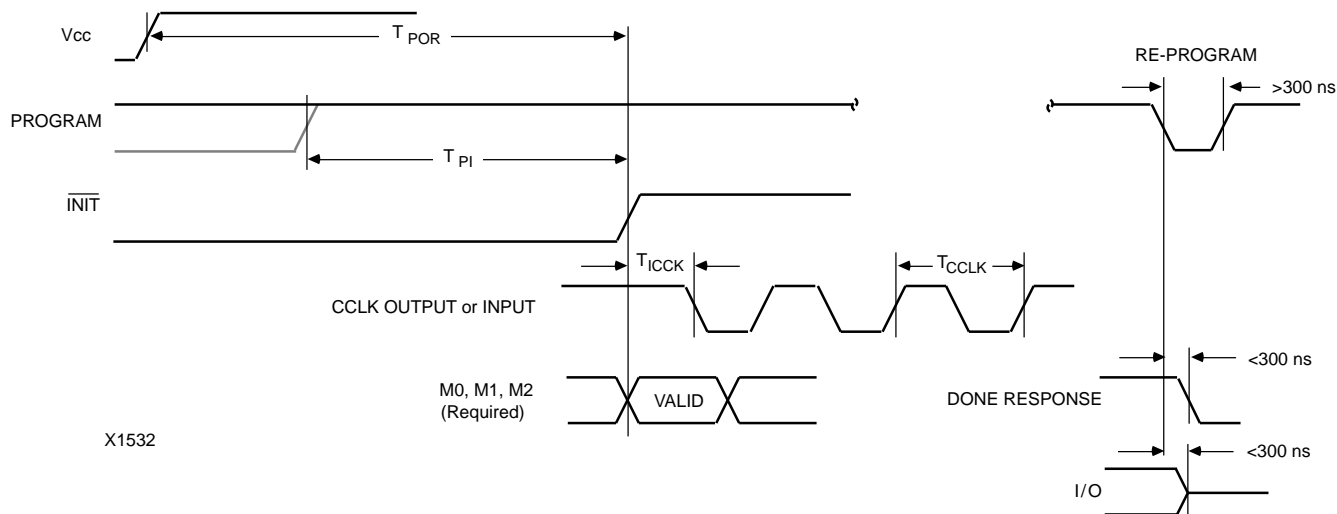 Vcc
T POR
RE-PROGRAM
>300 ns
PROGRAM
T PI
INIT
T ICCK
T CCLK
CCLK OUTPUT or INPUT
<300 ns
M0, M1, M2
(Required)
VALID
DONE RESPONSE
X1532
<300 ns
I/O